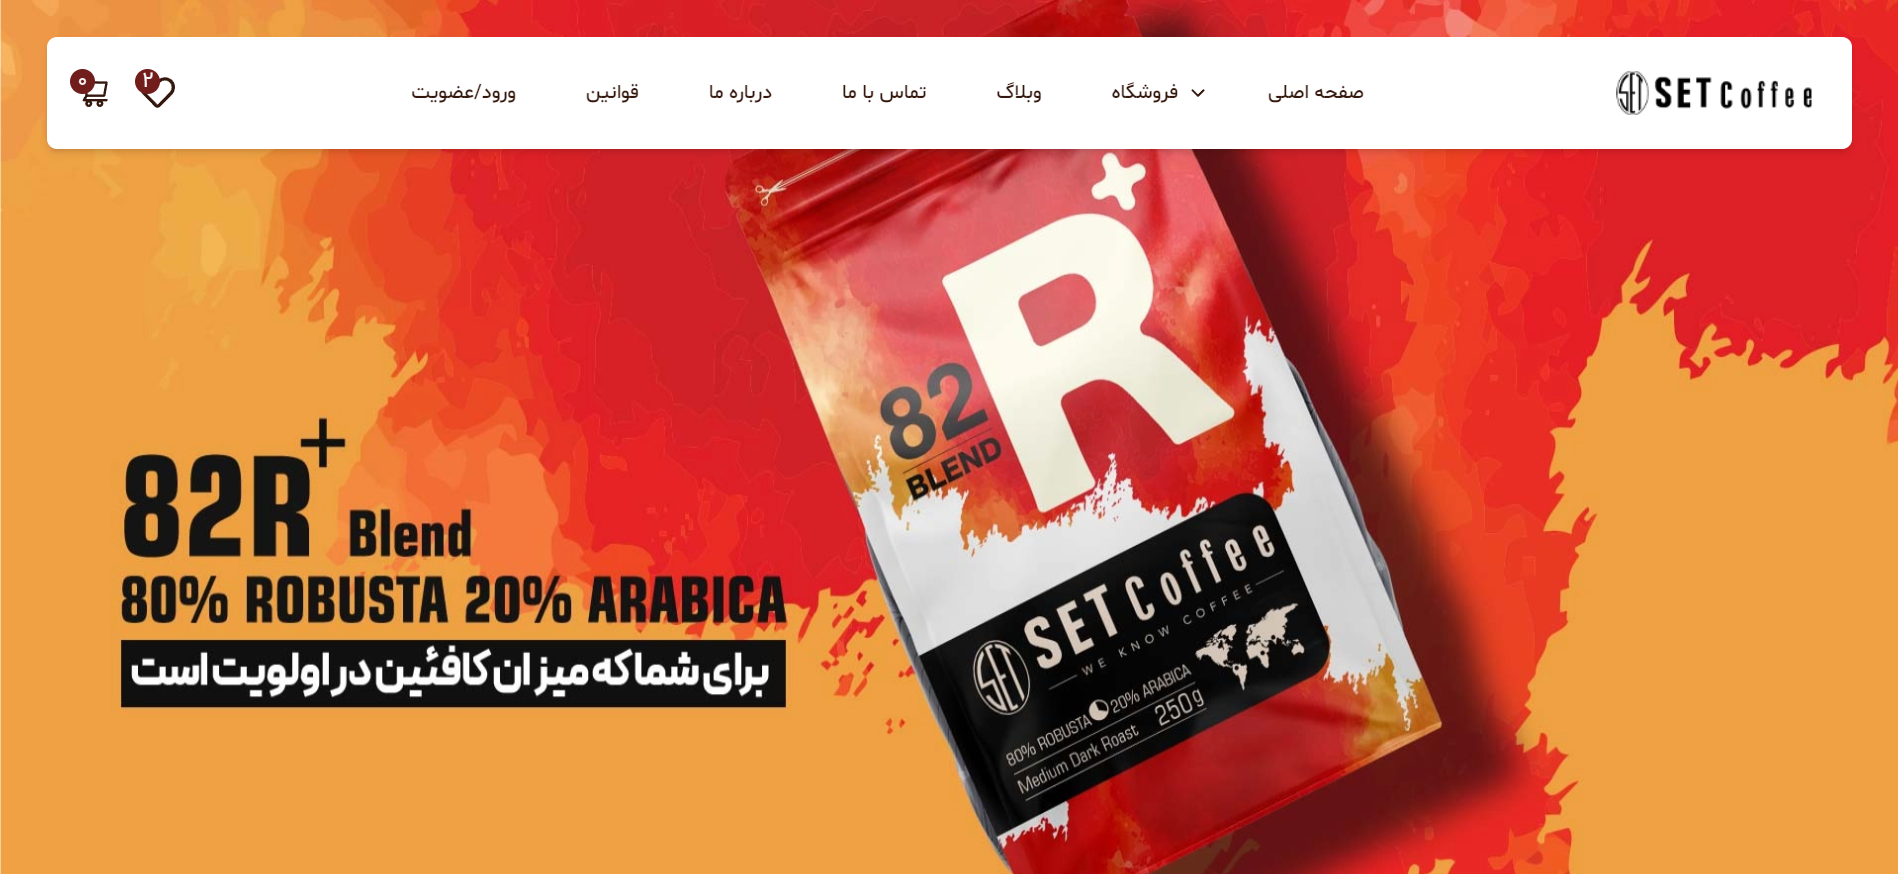 SET SET Coffee
صفحه اصلی
فروشگاه
وبلاگ
تماس با ما
درباره ما
قوانین
ورود/عضویت
۲
۰
82R+ Blend
80% ROBUSTA 20% ARABICA
برای شما که میزان کافئین در اولویت است
R+
82
BLEND
SET SET Coffee
WE KNOW COFFEE
80% ROBUSTA 20% ARABICA
Medium Dark Roast 250g